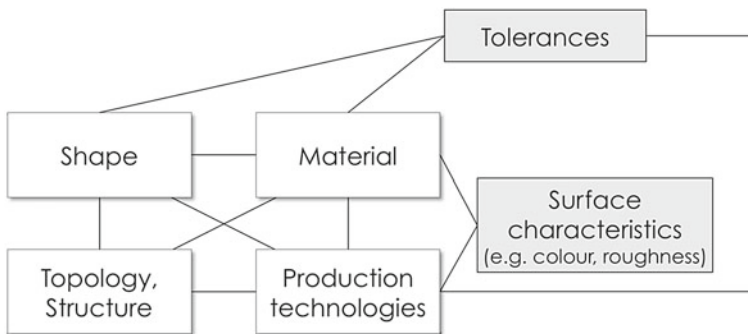 Tolerances
Shape
Material
Surface
characteristics
(e.g. colour, roughness)
Topology,
Structure
Production
technologies